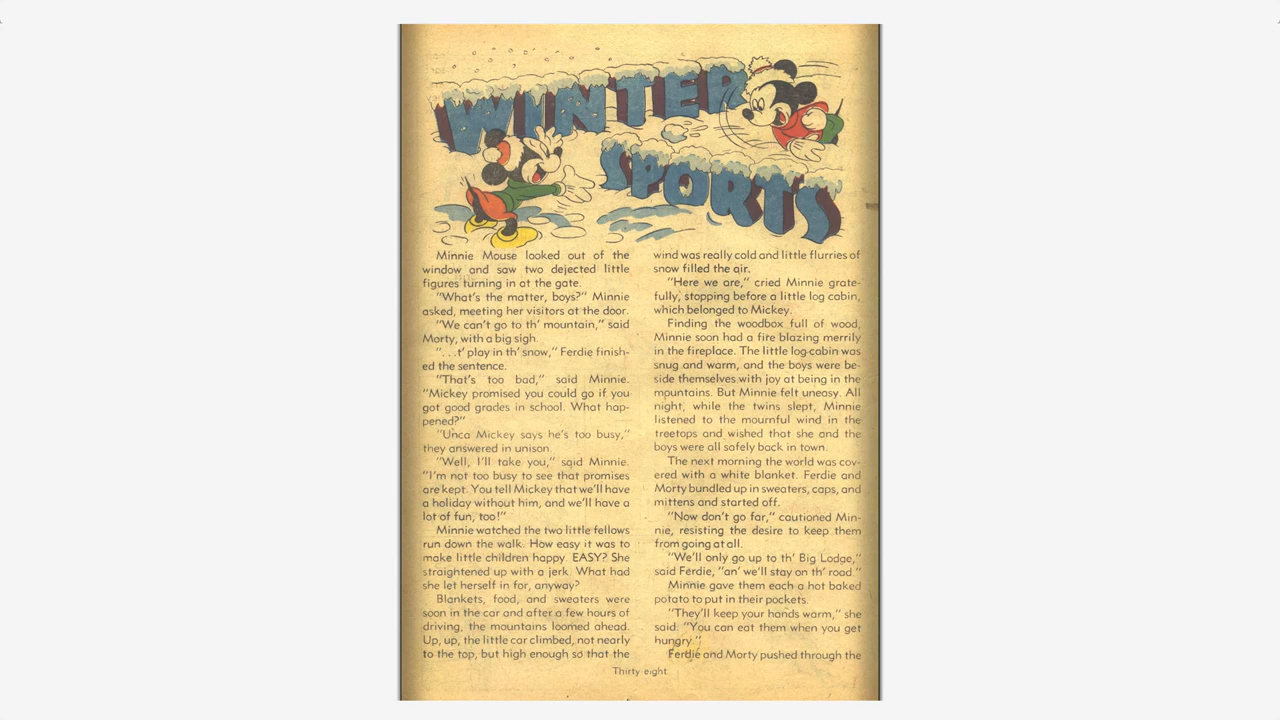 WINTER
SPORTS
Minnie Mouse looked out of the
window and saw two dejected little
figures turning in at the gate.
"What's the matter, boys?" Minnie
asked, meeting her visitors at the door.
"We can't go to th' mountain," said
Morty, with a big sigh.
". . .t' play in th' snow," Ferdie finish-
ed the sentence.
"That's too bad," said Minnie.
"Mickey promised you could go if you
got good grades in school. What hap-
pened?"
"Unca Mickey says he's too busy,"
they answered in unison.
"Well, I'll take you," said Minnie.
"I'm not too busy to see that promises
are kept. You tell Mickey that we'll have
a holiday without him, and we'll have a
lot of fun, too!"
Minnie watched the two little fellows
run down the walk. How easy it was to
make little children happy. EASY? She
straightened up with a jerk. What had
she let herself in for, anyway?
Blankets, food, and sweaters were
soon in the car and after a few hours of
driving, the mountains loomed ahead.
Up, up, the little car climbed, not nearly
to the top, but high enough so that the
wind was really cold and little flurries of
snow filled the air.
"Here we are," cried Minnie grate-
fully, stopping before a little log cabin,
which belonged to Mickey.
Finding the woodbox full of wood,
Minnie soon had a fire blazing merrily
in the fireplace. The little log-cabin was
snug and warm, and the boys were be-
side themselves with joy at being in the
mountains. But Minnie felt uneasy. All
night, while the twins slept, Minnie
listened to the mournful wind in the
treetops and wished that she and the
boys were all safely back in town.
The next morning the world was cov-
ered with a white blanket. Ferdie and
Morty bundled up in sweaters, caps, and
mittens and started off.
"Now don't go far," cautioned Min-
nie, resisting the desire to keep them
from going at all.
"We'll only go up to th' Big Lodge,"
said Ferdie, "an' we'll stay on th' road."
Minnie gave them each a hot baked
potato to put in their pockets.
"They'll keep your hands warm," she
said. "You can eat them when you get
hungry."
Ferdie and Morty pushed through the
Thirty eight